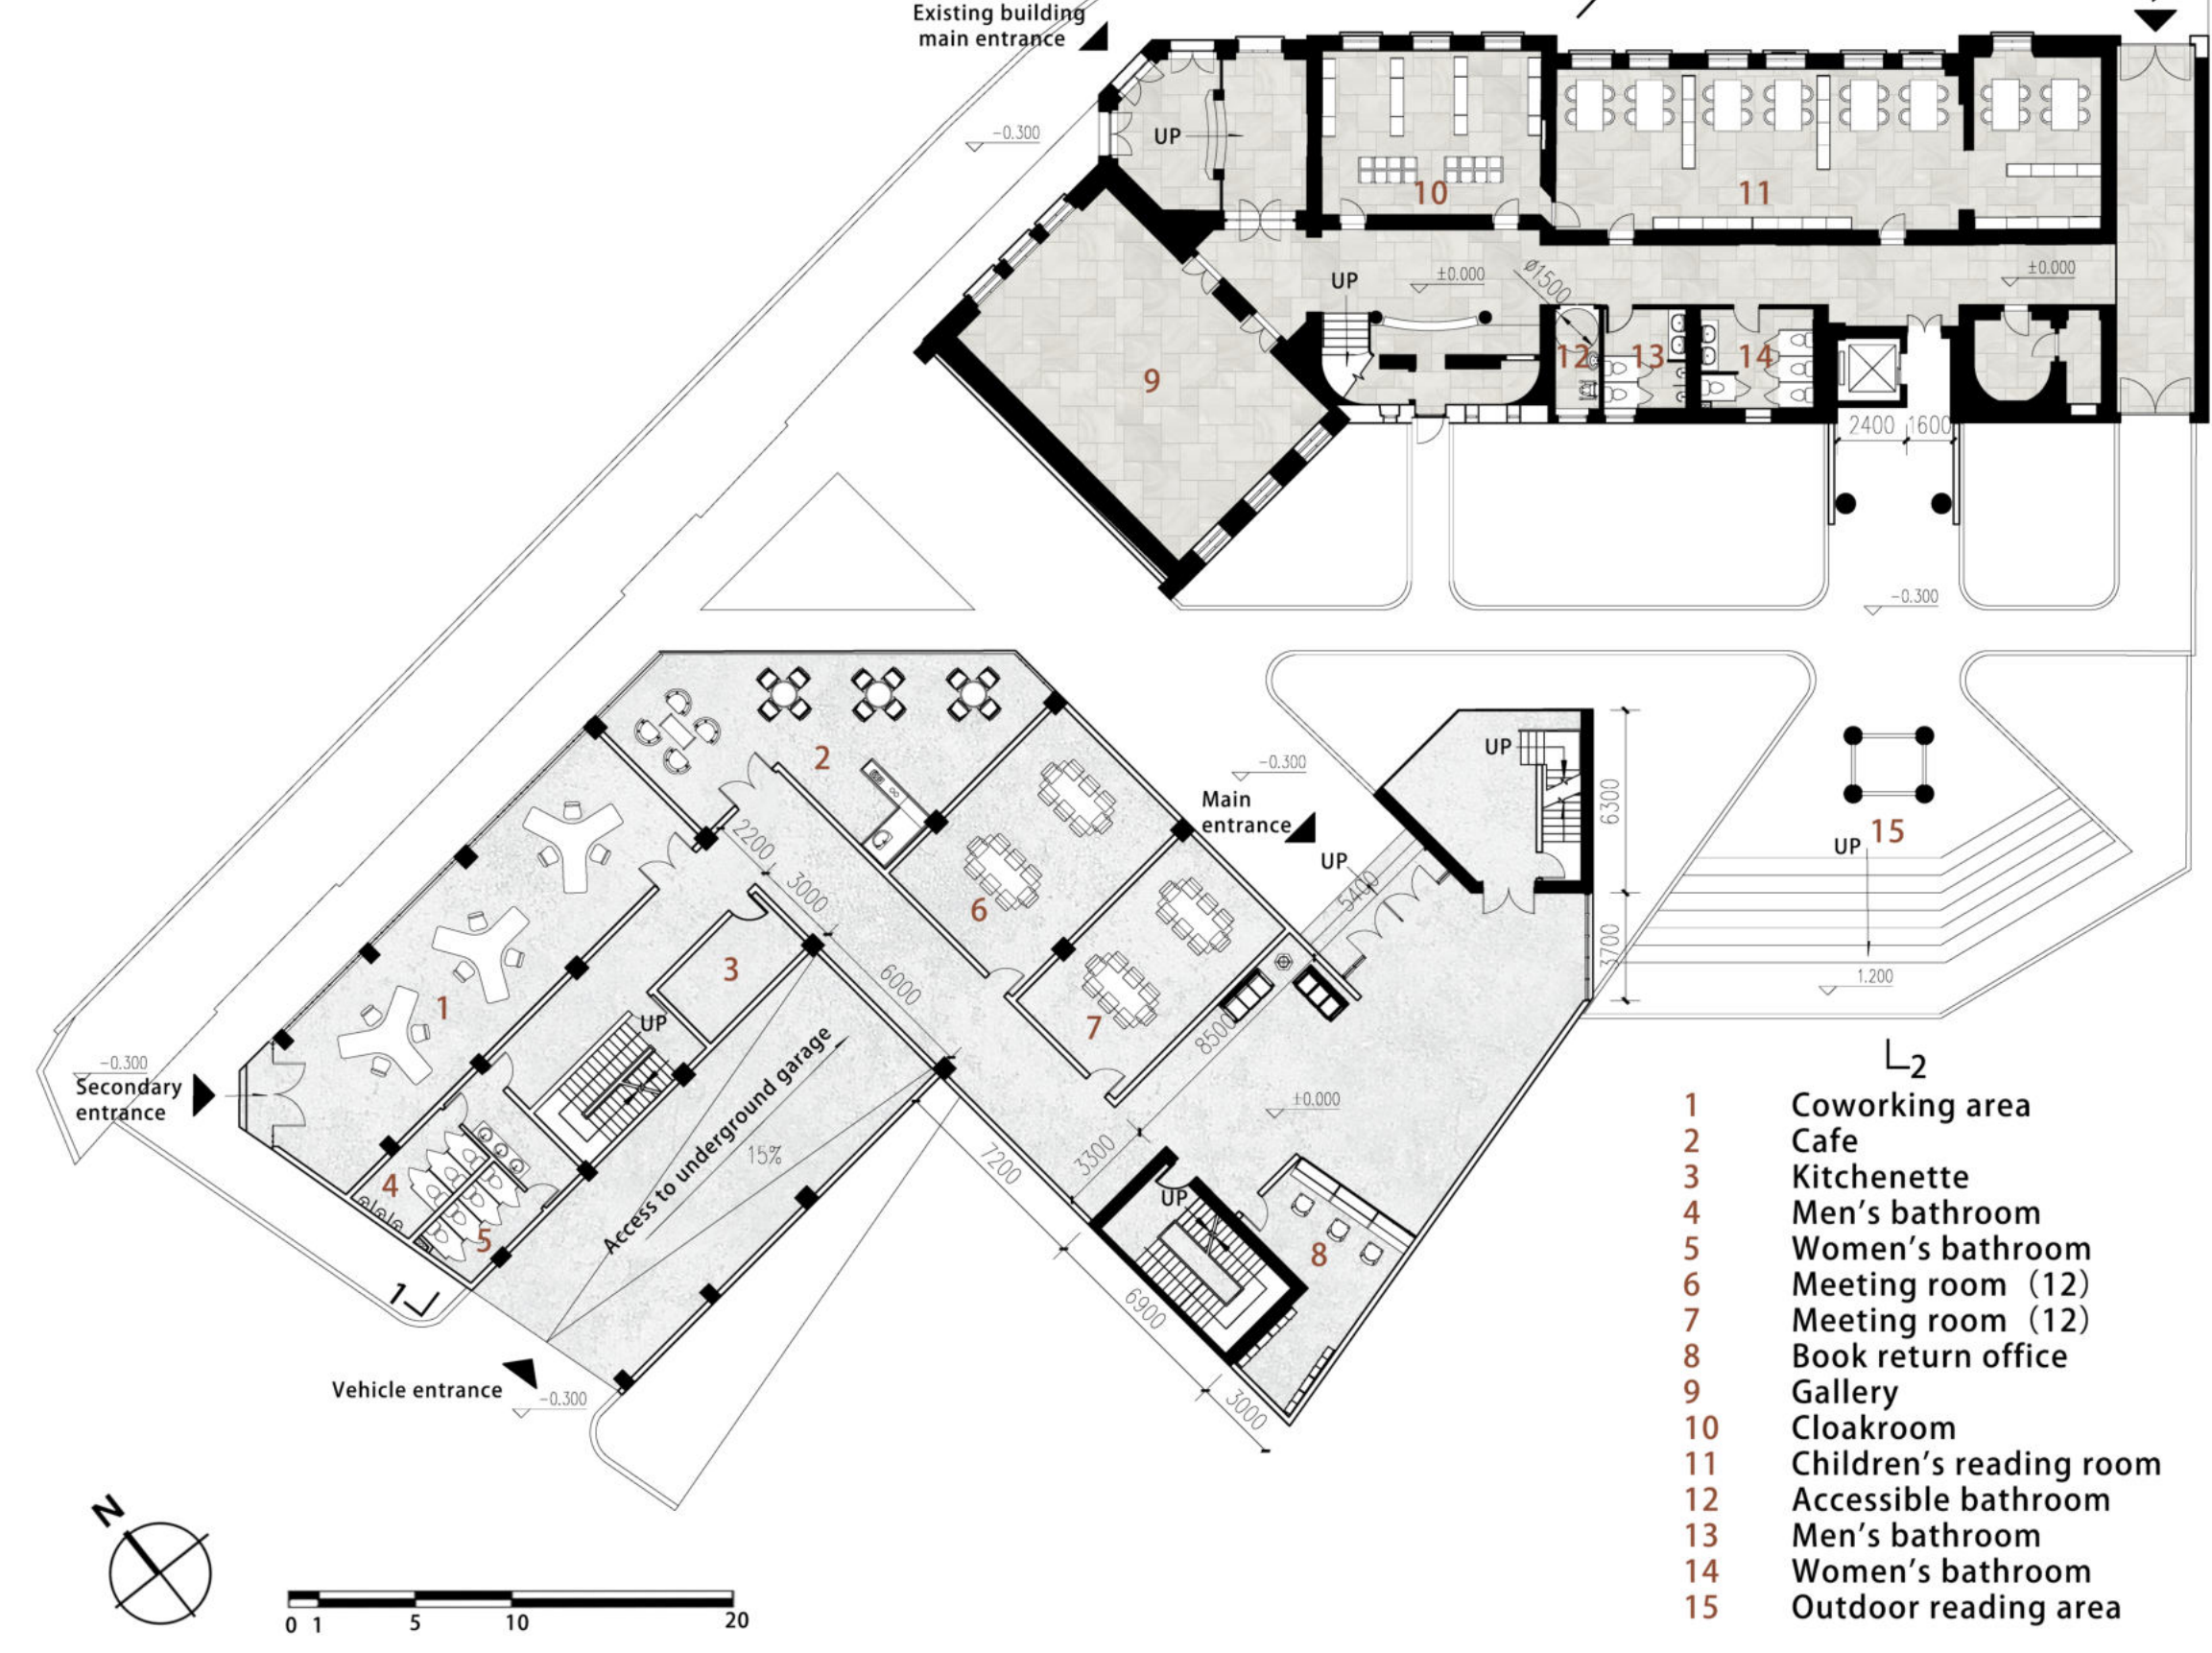 Existing building
main entrance
-0.300
UP
10
11
UP
±0.000
Ø1500
±0.000
9
12
13
14
2400
1600
-0.300
2
-0.300
Main
entrance
UP
6300
15
UP
UP
5400
3700
1.200
2200
3000
6000
6
7
8500
3
1
UP
-0.300
Secondary
entrance
±0.000
Access to underground garage
15%
4
5
7200
3300
UP
8
6900
3000
1
Vehicle entrance
-0.300
2
1 Coworking area
2 Cafe
3 Kitchenette
4 Men's bathroom
5 Women's bathroom
6 Meeting room (12)
7 Meeting room (12)
8 Book return office
9 Gallery
10 Cloakroom
11 Children's reading room
12 Accessible bathroom
13 Men's bathroom
14 Women's bathroom
15 Outdoor reading area
N
0 1 5 10 20